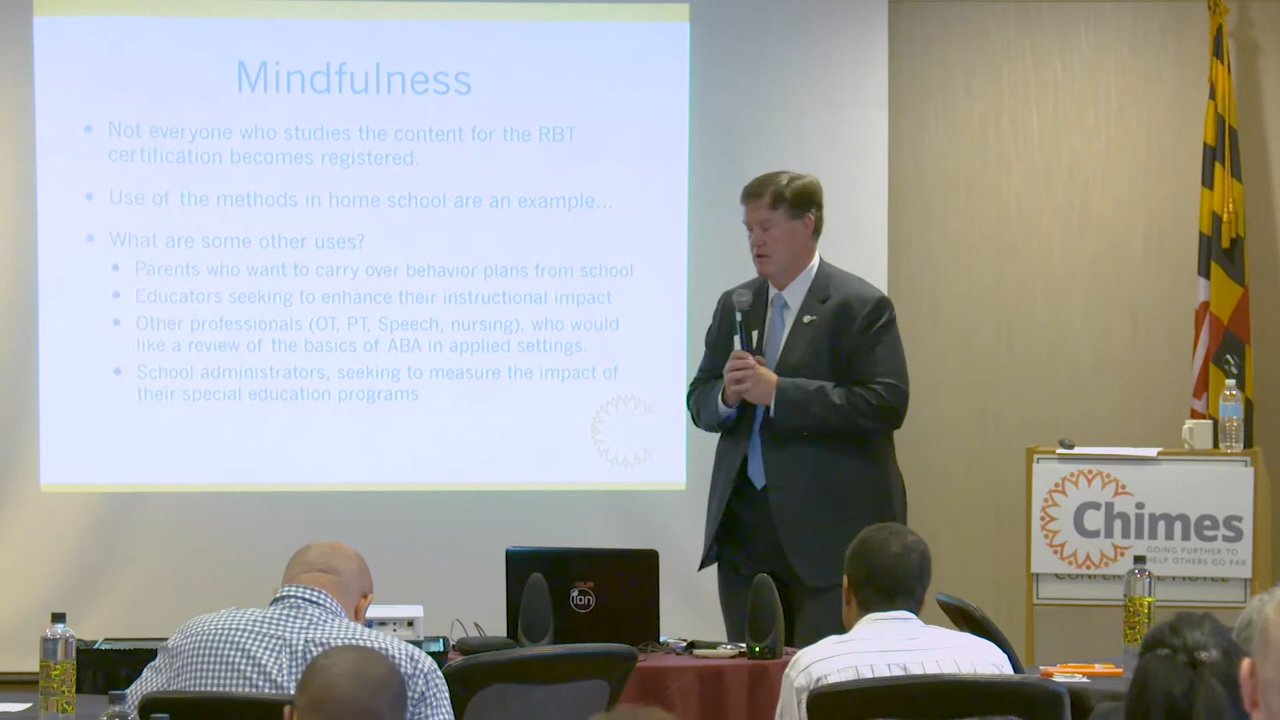 Mindfulness
Not everyone who studies the content for the RBT
certification becomes registered.
Use of the methods in home school are an example...
What are some other uses?
Parents who want to carry over behavior plans from school
Educators seeking to enhance their instructional impact
Other professionals (OT, PT, Speech, nursing), who would
like a review of the basics of ABA in applied settings.
School administrators, seeking to measure the impact of
their special education programs
Chimes
GOING FURTHER TO
HELP OTHERS GO FAR
ion